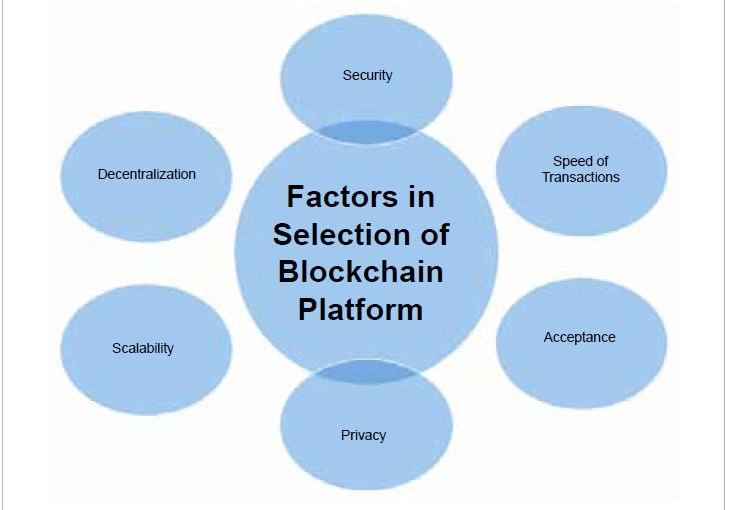 Security
Decentralization
Speed of
Transactions
Factors in
Selection of
Blockchain
Platform
Scalability
Acceptance
Privacy